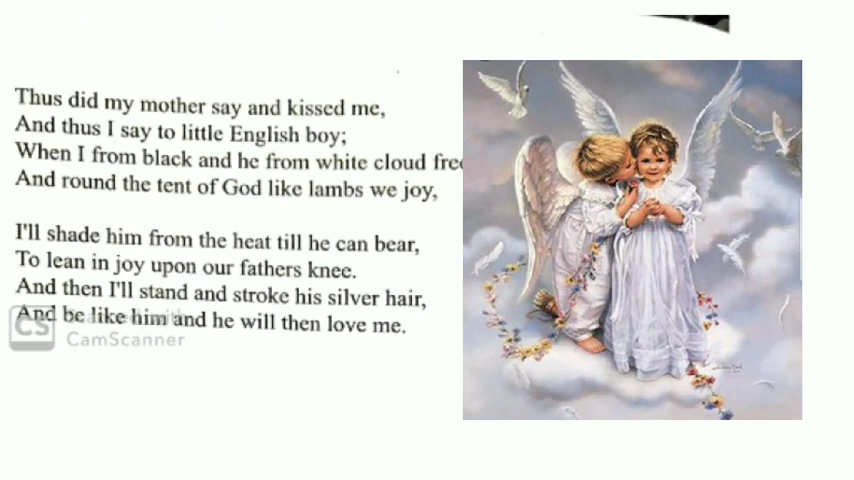 Thus did my mother say and kissed me,
And thus I say to little English boy;
When I from black and he from white cloud free
And round the tent of God like lambs we joy,
I'll shade him from the heat till he can bear,
To lean in joy upon our fathers knee.
And then I'll stand and stroke his silver hair,
And be like him and he will then love me.
CS
CamScanner